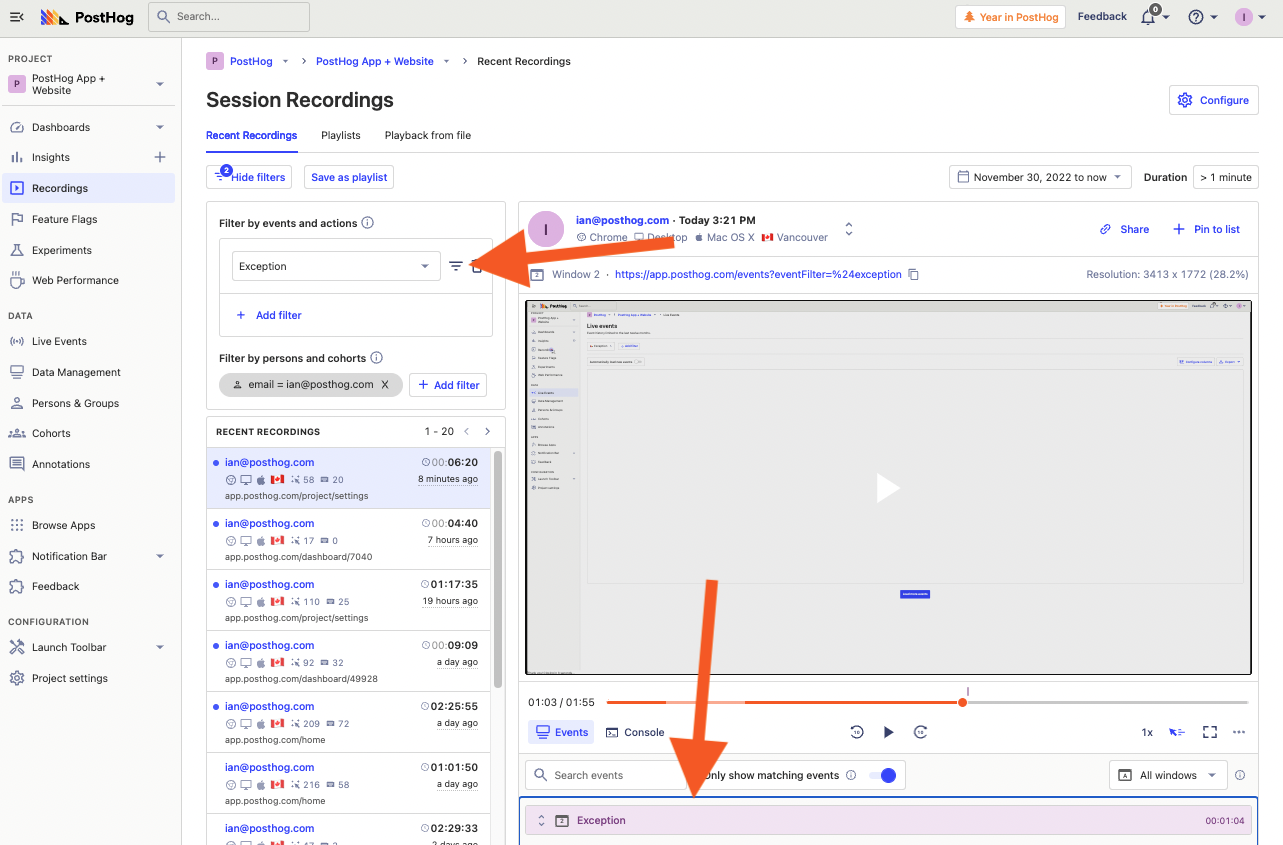 PostHog
Search...
Year in PostHog
Feedback
0
I
PROJECT
P
PostHog App +
Website
Dashboards
Insights
Recordings
Feature Flags
Experiments
Web Performance
DATA
Live Events
Data Management
Persons & Groups
Cohorts
Annotations
APPS
Browse Apps
Notification Bar
Feedback
CONFIGURATION
Launch Toolbar
Project settings
P PostHog PostHog App + Website Recent Recordings
Session Recordings
Configure
Recent Recordings Playlists Playback from file
2
Hide filters Save as playlist
November 30, 2022 to now Duration > 1 minute
Filter by events and actions
Exception
+ Add filter
Filter by persons and cohorts
email = ian@posthog.com X + Add filter
RECENT RECORDINGS 1 - 20
ian@posthog.com 00:06:20
58 20 8 minutes ago
app.posthog.com/project/settings
ian@posthog.com 00:04:40
17 0 7 hours ago
app.posthog.com/dashboard/7040
ian@posthog.com 01:17:35
110 25 19 hours ago
app.posthog.com/project/settings
ian@posthog.com 00:09:09
92 32 a day ago
app.posthog.com/dashboard/49928
ian@posthog.com 02:25:55
209 72 a day ago
app.posthog.com/home
ian@posthog.com 01:01:50
216 58 a day ago
app.posthog.com/home
ian@posthog.com 02:29:33
2 days ago
I
ian@posthog.com · Today 3:21 PM
Chrome Desktop Mac OS X Vancouver
Share + Pin to list
2 Window 2 · https://app.posthog.com/events?eventFilter=%24exception
Resolution: 3413 x 1772 (28.2%)
PostHog
Live events
01:03 / 01:55
Events Console
10 10
1x
Search events
Only show matching events
A All windows
2 Exception 00:01:04